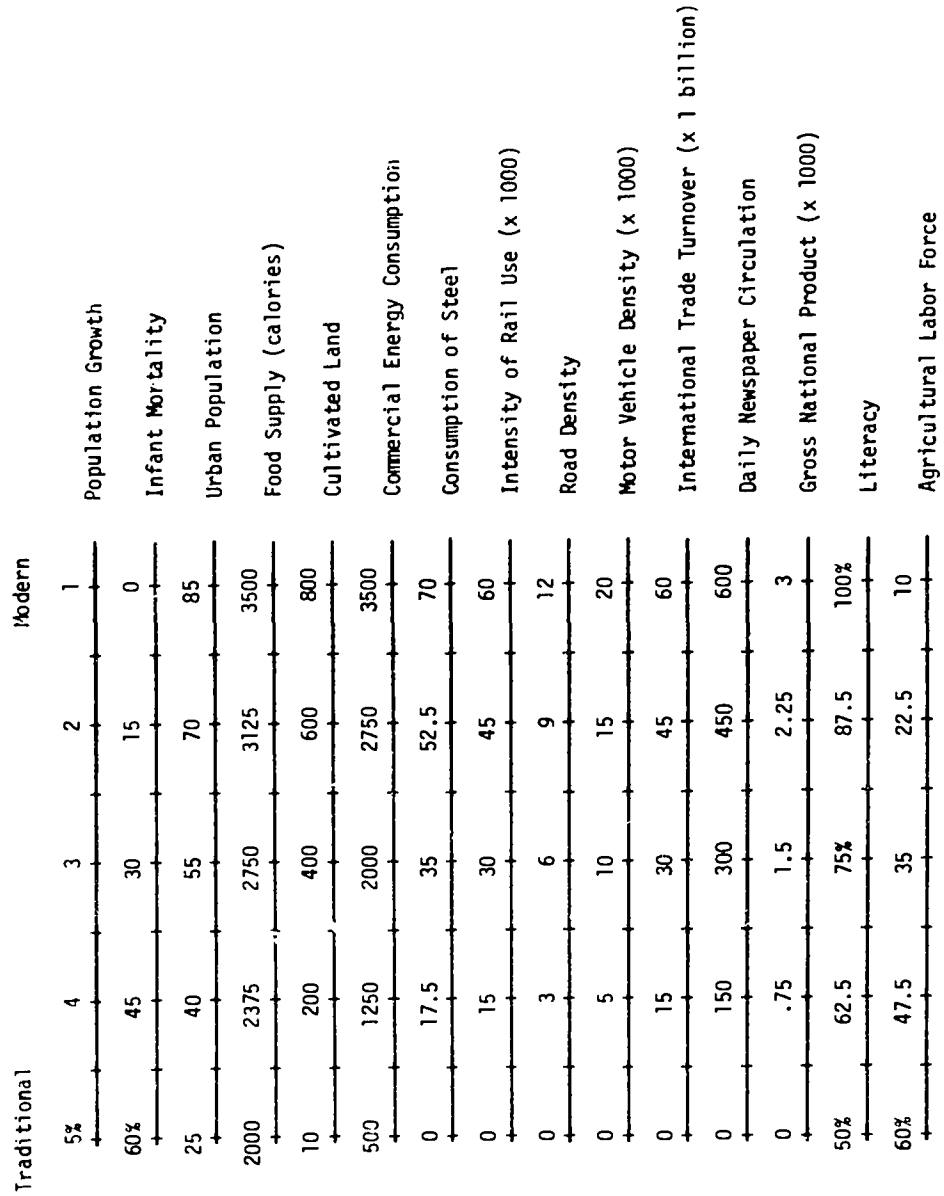 Traditional Modern
5% 4 3 2 1 Population Growth
60% 45 30 15 0 Infant Mortality
25 40 55 70 85 Urban Population
2000 2375 2750 3125 3500 Food Supply (calories)
10 200 400 600 800 Cultivated Land
500 1250 2000 2750 3500 Commercial Energy Consumption
0 17.5 35 52.5 70 Consumption of Steel
0 15 30 45 60 Intensity of Rail Use (x 1000)
0 3 6 9 12 Road Density
0 5 10 15 20 Motor Vehicle Density (x 1000)
0 15 30 45 60 International Trade Turnover (x 1 billion)
0 150 300 450 600 Daily Newspaper Circulation
0 .75 1.5 2.25 3 Gross National Product (x 1000)
50% 62.5 75% 87.5 100% Literacy
60% 47.5 35 22.5 10 Agricultural Labor Force